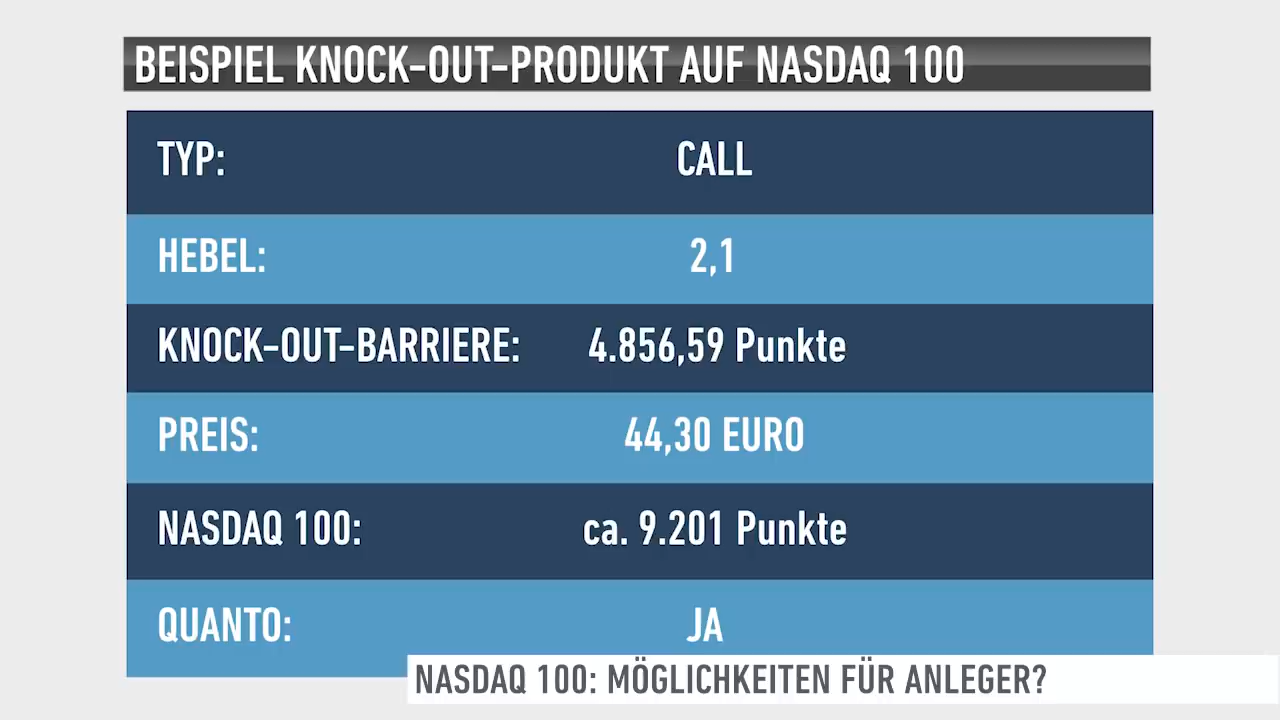 BEISPIEL KNOCK-OUT-PRODUKT AUF NASDAQ 100
TYP: CALL
HEBEL: 2,1
KNOCK-OUT-BARRIERE: 4.856,59 Punkte
PREIS: 44,30 EURO
NASDAQ 100: ca. 9.201 Punkte
QUANTO: JA
NASDAQ 100: MÖGLICHKEITEN FÜR ANLEGER?